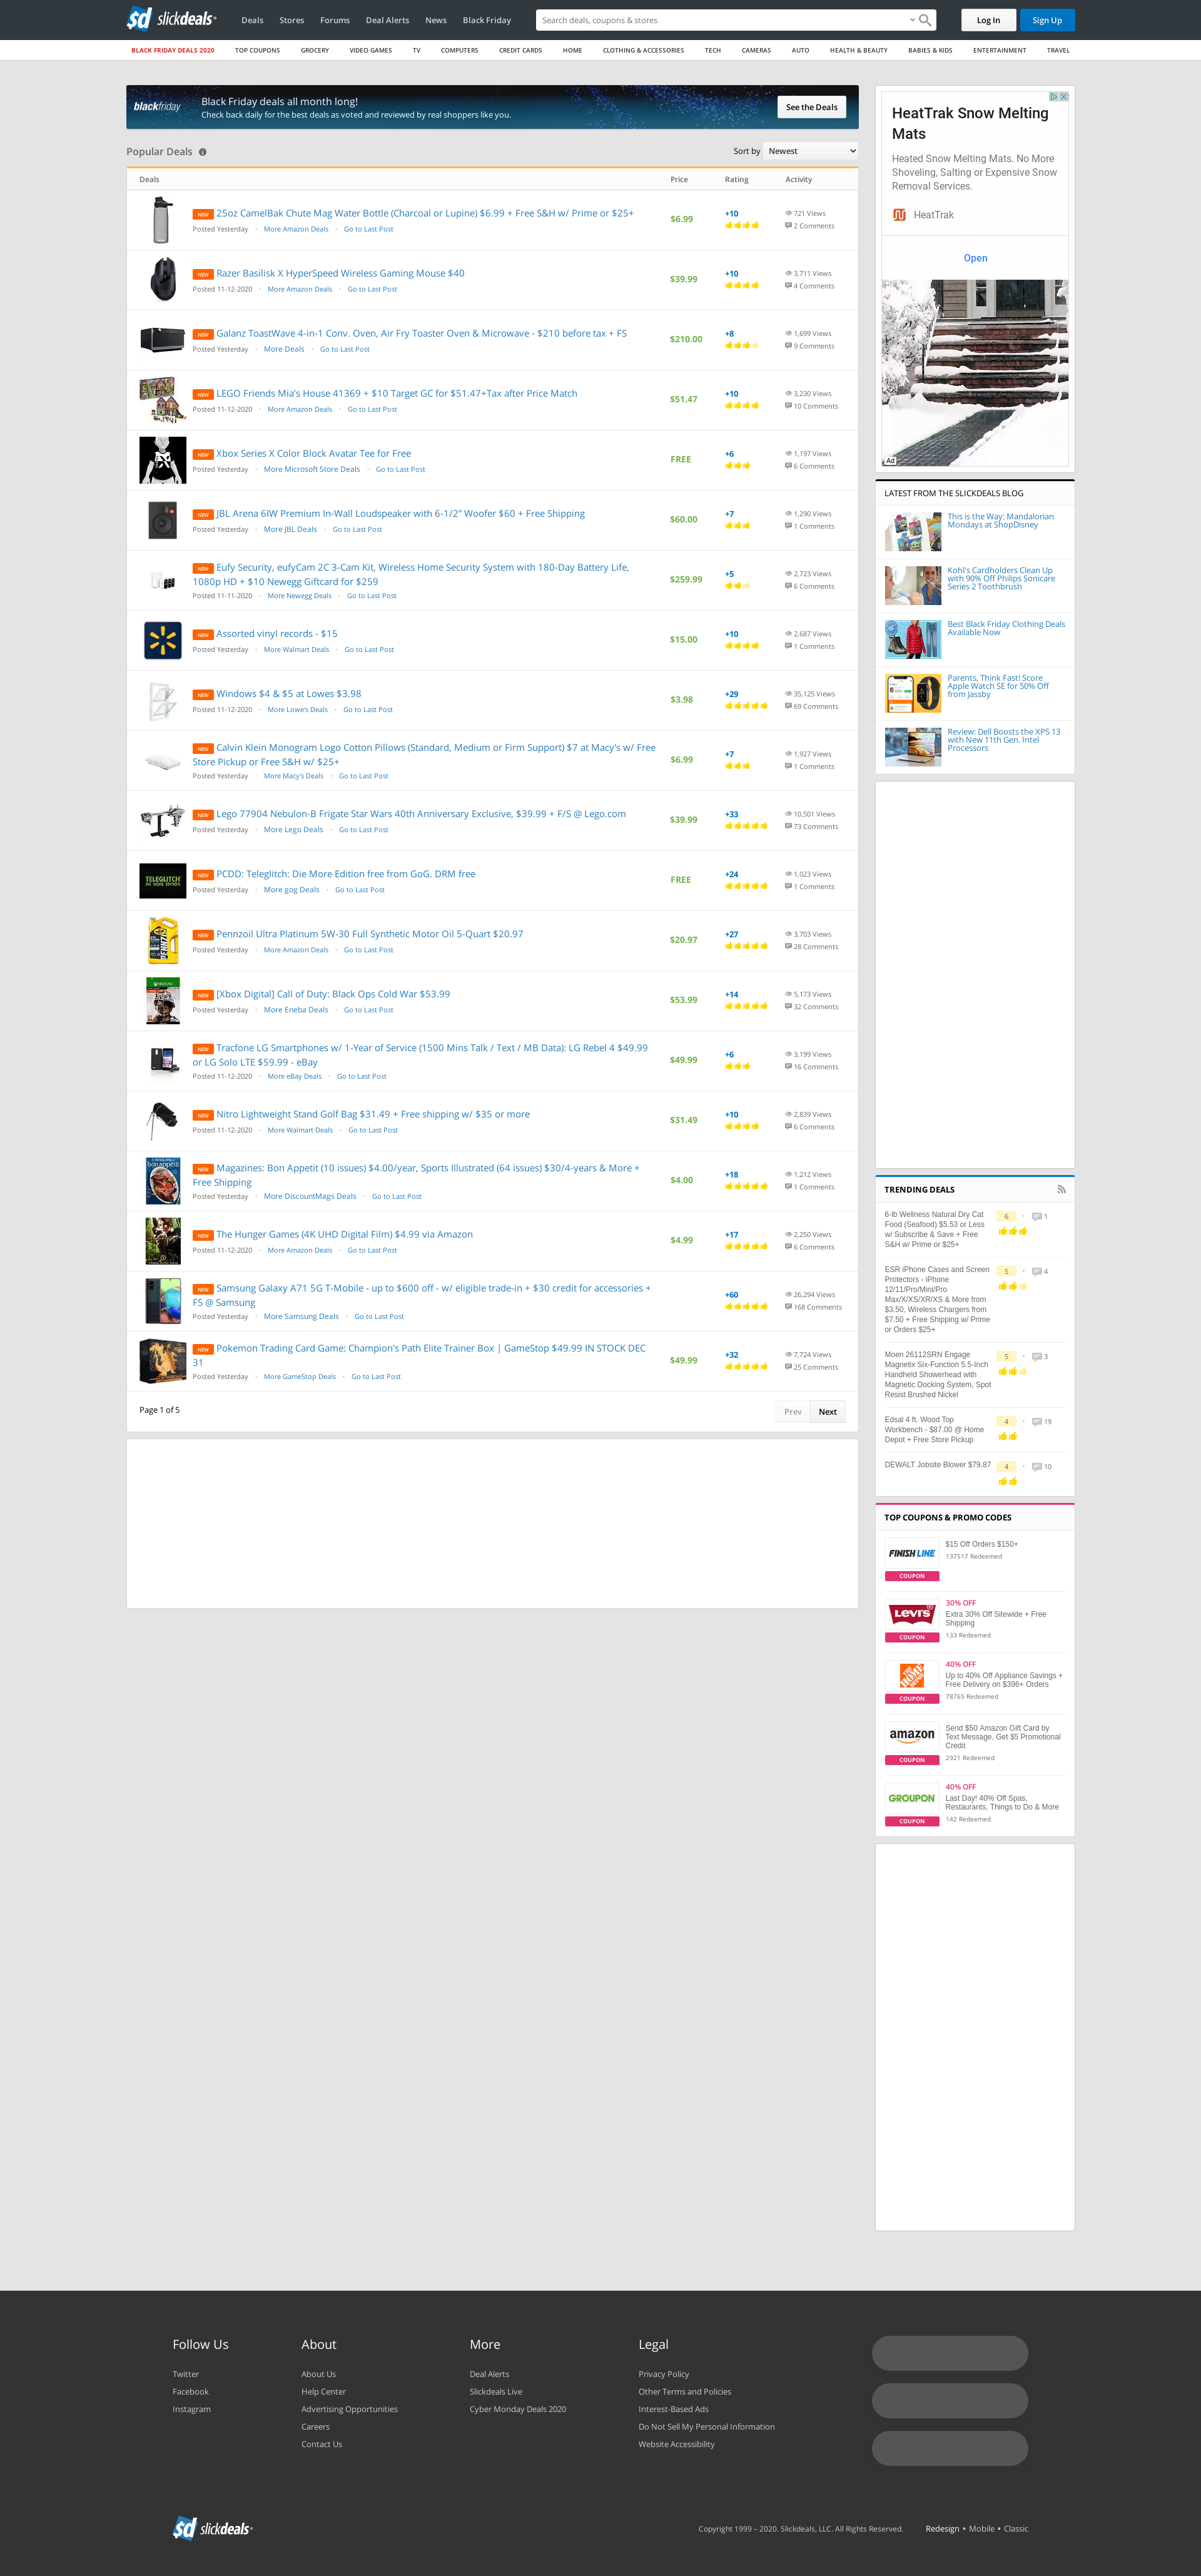 sd slickdeals
Deals Stores Forums Deal Alerts News Black Friday
Search deals, coupons & stores
Log In Sign Up
BLACK FRIDAY DEALS 2020 TOP COUPONS GROCERY VIDEO GAMES TV COMPUTERS CREDIT CARDS HOME CLOTHING & ACCESSORIES TECH CAMERAS AUTO HEALTH & BEAUTY BABIES & KIDS ENTERTAINMENT TRAVEL
blackfriday
Black Friday deals all month long!
Check back daily for the best deals as voted and reviewed by real shoppers like you.
See the Deals
Popular Deals
Sort by Newest
Deals Price Rating Activity
NEW 25oz CamelBak Chute Mag Water Bottle (Charcoal or Lupine) $6.99 + Free S&H w/ Prime or $25+
Posted Yesterday • More Amazon Deals • Go to Last Post
$6.99
+10
721 Views
2 Comments
NEW Razer Basilisk X HyperSpeed Wireless Gaming Mouse $40
Posted 11-12-2020 • More Amazon Deals • Go to Last Post
$39.99
+10
3,711 Views
4 Comments
NEW Galanz ToastWave 4-in-1 Conv. Oven, Air Fry Toaster Oven & Microwave - $210 before tax + FS
Posted Yesterday • More Deals • Go to Last Post
$210.00
+8
1,699 Views
9 Comments
NEW LEGO Friends Mia's House 41369 + $10 Target GC for $51.47+Tax after Price Match
Posted 11-12-2020 • More Amazon Deals • Go to Last Post
$51.47
+10
3,230 Views
10 Comments
NEW Xbox Series X Color Block Avatar Tee for Free
Posted Yesterday • More Microsoft Store Deals • Go to Last Post
FREE
+6
1,197 Views
6 Comments
NEW JBL Arena 6IW Premium In-Wall Loudspeaker with 6-1/2" Woofer $60 + Free Shipping
Posted Yesterday • More JBL Deals • Go to Last Post
$60.00
+7
1,290 Views
1 Comments
NEW Eufy Security, eufyCam 2C 3-Cam Kit, Wireless Home Security System with 180-Day Battery Life,
1080p HD + $10 Newegg Giftcard for $259
Posted 11-11-2020 • More Newegg Deals • Go to Last Post
$259.99
+5
2,723 Views
6 Comments
NEW Assorted vinyl records - $15
Posted Yesterday • More Walmart Deals • Go to Last Post
$15.00
+10
2,687 Views
1 Comments
NEW Windows $4 & $5 at Lowes $3.98
Posted 11-12-2020 • More Lowe's Deals • Go to Last Post
$3.98
+29
35,125 Views
69 Comments
NEW Calvin Klein Monogram Logo Cotton Pillows (Standard, Medium or Firm Support) $7 at Macy's w/ Free
Store Pickup or Free S&H w/ $25+
Posted Yesterday • More Macy's Deals • Go to Last Post
$6.99
+7
1,927 Views
1 Comments
NEW Lego 77904 Nebulon-B Frigate Star Wars 40th Anniversary Exclusive, $39.99 + F/S @ Lego.com
Posted Yesterday • More Lego Deals • Go to Last Post
$39.99
+33
10,501 Views
73 Comments
TELEGLITCH
DIE MORE EDITION
NEW PCDD: Teleglitch: Die More Edition free from GoG. DRM free
Posted Yesterday • More gog Deals • Go to Last Post
FREE
+24
1,023 Views
1 Comments
NEW Pennzoil Ultra Platinum 5W-30 Full Synthetic Motor Oil 5-Quart $20.97
Posted Yesterday • More Amazon Deals • Go to Last Post
$20.97
+27
3,703 Views
28 Comments
NEW [Xbox Digital] Call of Duty: Black Ops Cold War $53.99
Posted Yesterday • More Eneba Deals • Go to Last Post
$53.99
+14
5,173 Views
32 Comments
NEW Tracfone LG Smartphones w/ 1-Year of Service (1500 Mins Talk / Text / MB Data): LG Rebel 4 $49.99
or LG Solo LTE $59.99 - eBay
Posted 11-12-2020 • More eBay Deals • Go to Last Post
$49.99
+6
3,199 Views
16 Comments
NEW Nitro Lightweight Stand Golf Bag $31.49 + Free shipping w/ $35 or more
Posted 11-12-2020 • More Walmart Deals • Go to Last Post
$31.49
+10
2,839 Views
6 Comments
bon appétit
NEW Magazines: Bon Appetit (10 issues) $4.00/year, Sports Illustrated (64 issues) $30/4-years & More +
Free Shipping
Posted Yesterday • More DiscountMags Deals • Go to Last Post
$4.00
+18
1,212 Views
1 Comments
NEW The Hunger Games (4K UHD Digital Film) $4.99 via Amazon
Posted 11-12-2020 • More Amazon Deals • Go to Last Post
$4.99
+17
2,250 Views
6 Comments
NEW Samsung Galaxy A71 5G T-Mobile - up to $600 off - w/ eligible trade-in + $30 credit for accessories +
FS @ Samsung
Posted Yesterday • More Samsung Deals • Go to Last Post
+60
26,294 Views
168 Comments
NEW Pokemon Trading Card Game: Champion's Path Elite Trainer Box | GameStop $49.99 IN STOCK DEC
31
Posted Yesterday • More GameStop Deals • Go to Last Post
$49.99
+32
7,724 Views
25 Comments
Page 1 of 5
Prev Next
HeatTrak Snow Melting
Mats
Heated Snow Melting Mats. No More
Shoveling, Salting or Expensive Snow
Removal Services.
HeatTrak
Open
Ad
LATEST FROM THE SLICKDEALS BLOG
This is the Way: Mandalorian
Mondays at ShopDisney
Kohl's Cardholders Clean Up
with 90% Off Philips Sonicare
Series 2 Toothbrush
Best Black Friday Clothing Deals
Available Now
Parents, Think Fast! Score
Apple Watch SE for 50% Off
from Jassby
Review: Dell Boosts the XPS 13
with New 11th Gen. Intel
Processors
TRENDING DEALS
6-lb Wellness Natural Dry Cat
Food (Seafood) $5.53 or Less
w/ Subscribe & Save + Free
S&H w/ Prime or $25+
6 • 1
ESR iPhone Cases and Screen
Protectors - iPhone
12/11/Pro/Mini/Pro
Max/X/XS/XR/XS & More from
$3.50, Wireless Chargers from
$7.50 + Free Shipping w/ Prime
or Orders $25+
5 • 4
Moen 26112SRN Engage
Magnetix Six-Function 5.5-Inch
Handheld Showerhead with
Magnetic Docking System, Spot
Resist Brushed Nickel
5 • 3
Edsal 4 ft. Wood Top
Workbench - $87.00 @ Home
Depot + Free Store Pickup
4 • 19
DEWALT Jobsite Blower $79.87
4 • 10
TOP COUPONS & PROMO CODES
FINISH LINE
COUPON
$15 Off Orders $150+
137517 Redeemed
LEVI'S
COUPON
30% OFF
Extra 30% Off Sitewide + Free
Shipping
133 Redeemed
COUPON
40% OFF
Up to 40% Off Appliance Savings +
Free Delivery on $396+ Orders
78765 Redeemed
amazon
COUPON
Send $50 Amazon Gift Card by
Text Message, Get $5 Promotional
Credit
2921 Redeemed
GROUPON
COUPON
40% OFF
Last Day! 40% Off Spas,
Restaurants, Things to Do & More
142 Redeemed
Follow Us
Twitter
Facebook
Instagram
About
About Us
Help Center
Advertising Opportunities
Careers
Contact Us
More
Deal Alerts
Slickdeals Live
Cyber Monday Deals 2020
Legal
Privacy Policy
Other Terms and Policies
Interest-Based Ads
Do Not Sell My Personal Information
Website Accessibility
sd slickdeals
Copyright 1999 – 2020. Slickdeals, LLC. All Rights Reserved.
Redesign • Mobile • Classic